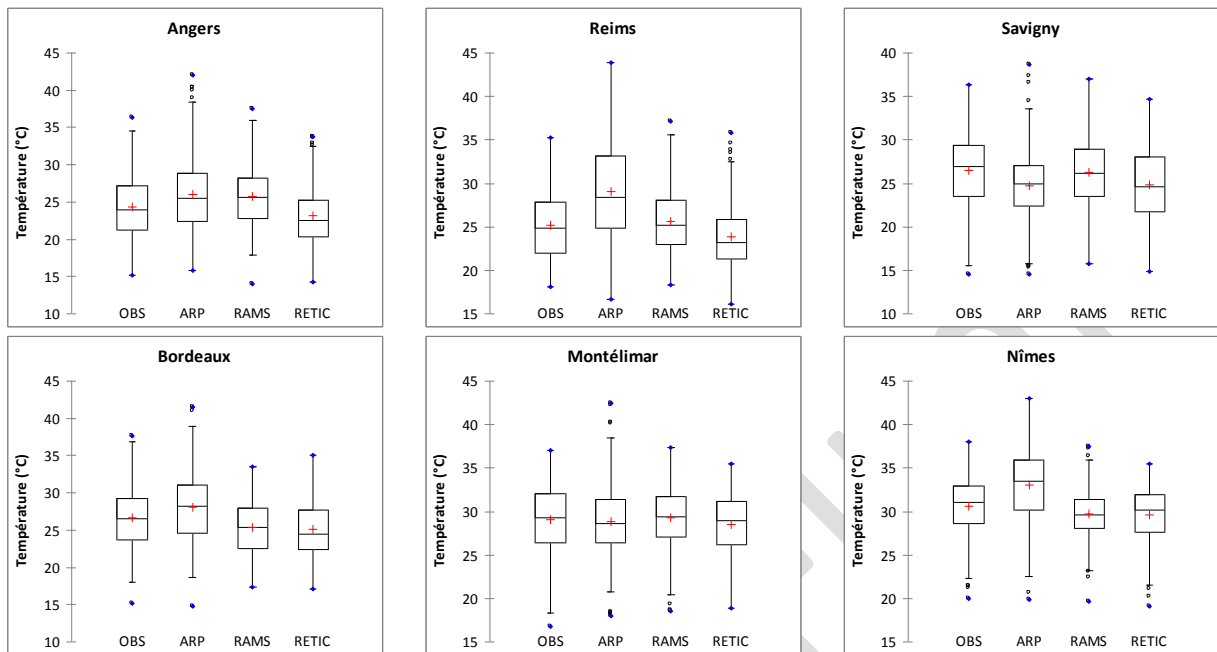 Angers
Température (°C)
45
40
35
30
25
20
15
10
OBS ARP RAMS RETIC
Reims
Température (°C)
45
40
35
30
25
20
15
OBS ARP RAMS RETIC
Savigny
Température (°C)
40
35
30
25
20
15
10
OBS ARP RAMS RETIC
Bordeaux
Température (°C)
45
40
35
30
25
20
15
10
OBS ARP RAMS RETIC
Montélimar
Température (°C)
45
40
35
30
25
20
15
OBS ARP RAMS RETIC
Nîmes
Température (°C)
45
40
35
30
25
20
15
OBS ARP RAMS RETIC